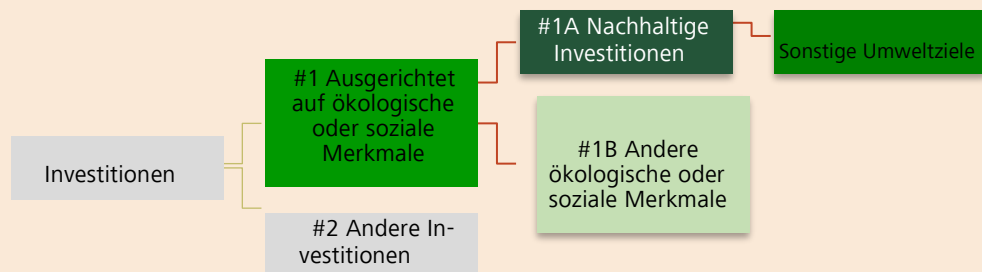 Investitionen
#1 Ausgerichtet
auf ökologische
oder soziale
Merkmale
#2 Andere In-
vestitionen
#1A Nachhaltige
Investitionen
#1B Andere
ökologische oder
soziale Merkmale
Sonstige Umweltziele